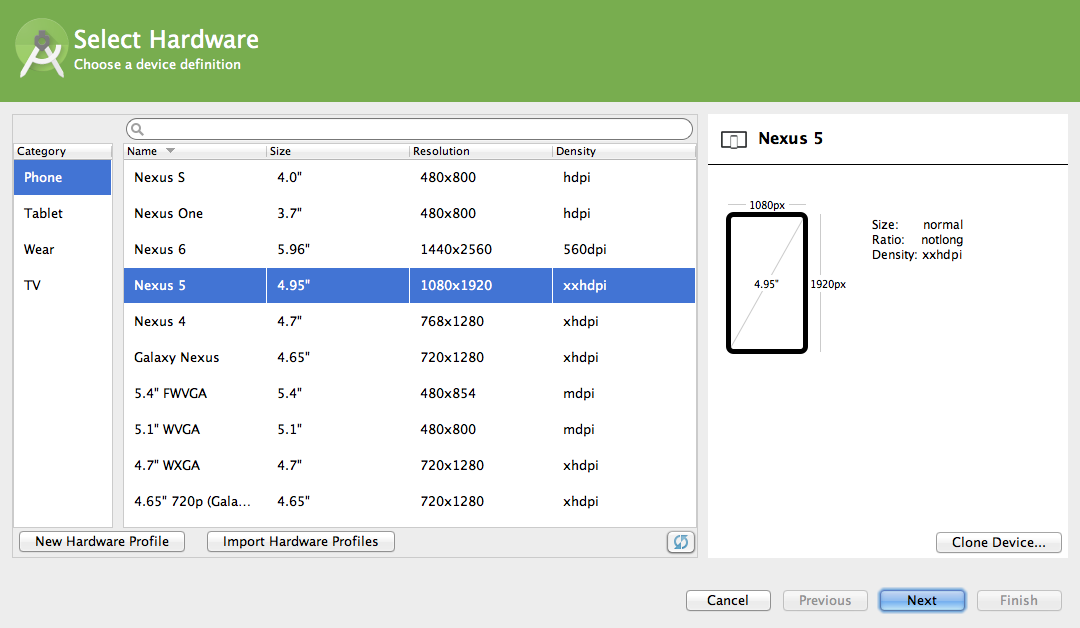 Select Hardware
Choose a device definition
Category
Phone
Tablet
Wear
TV
Name Size Resolution Density
Nexus S 4.0" 480x800 hdpi
Nexus One 3.7" 480x800 hdpi
Nexus 6 5.96" 1440x2560 560dpi
Nexus 5 4.95" 1080x1920 xxhdpi
Nexus 4 4.7" 768x1280 xhdpi
Galaxy Nexus 4.65" 720x1280 xhdpi
5.4" FWVGA 5.4" 480x854 mdpi
5.1" WVGA 5.1" 480x800 mdpi
4.7" WXGA 4.7" 720x1280 xhdpi
4.65" 720p (Gala... 4.65" 720x1280 xhdpi
New Hardware Profile Import Hardware Profiles
Nexus 5
1080px
4.95"
1920px
Size: normal
Ratio: notlong
Density: xxhdpi
Clone Device...
Cancel Previous Next Finish